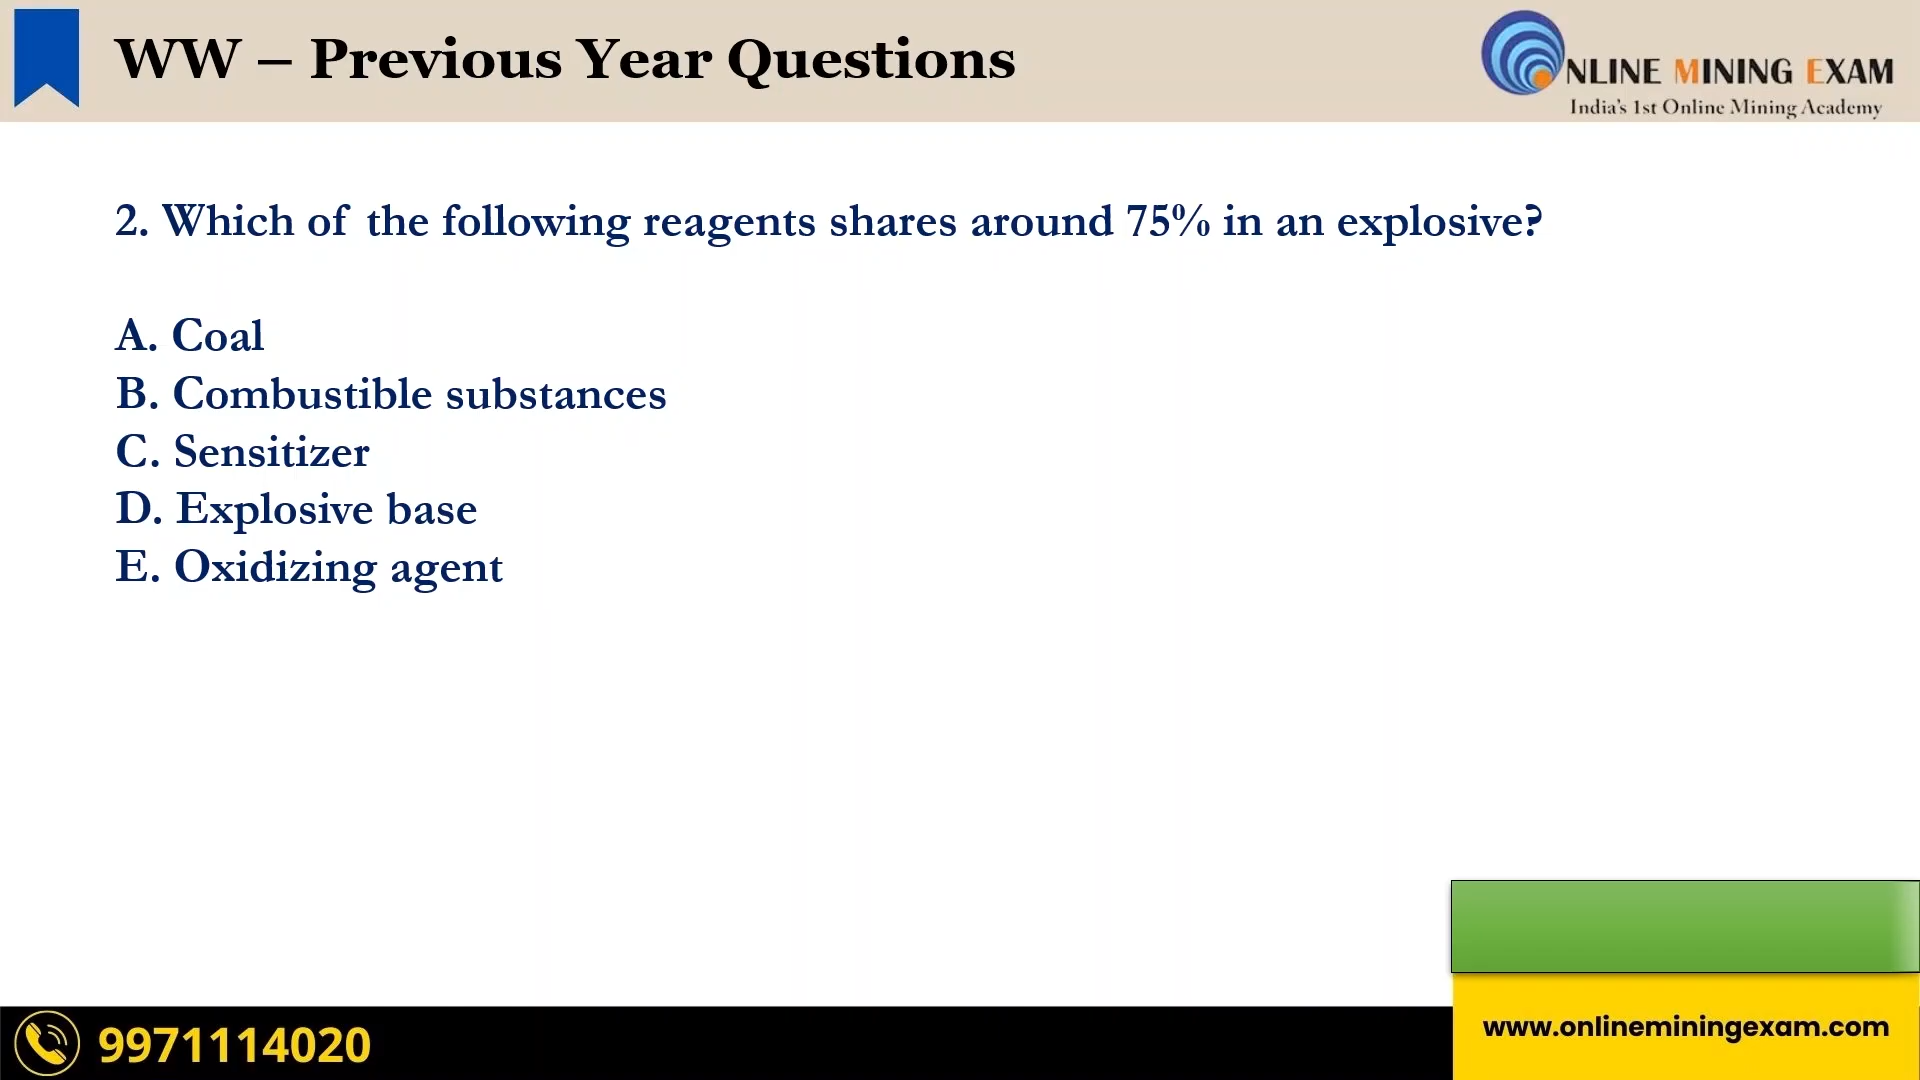 WW – Previous Year Questions
NLINE MINING EXAM
India's 1st Online Mining Academy
2. Which of the following reagents shares around 75% in an explosive?
A. Coal
B. Combustible substances
C. Sensitizer
D. Explosive base
E. Oxidizing agent
9971114020
www.onlineminingexam.com